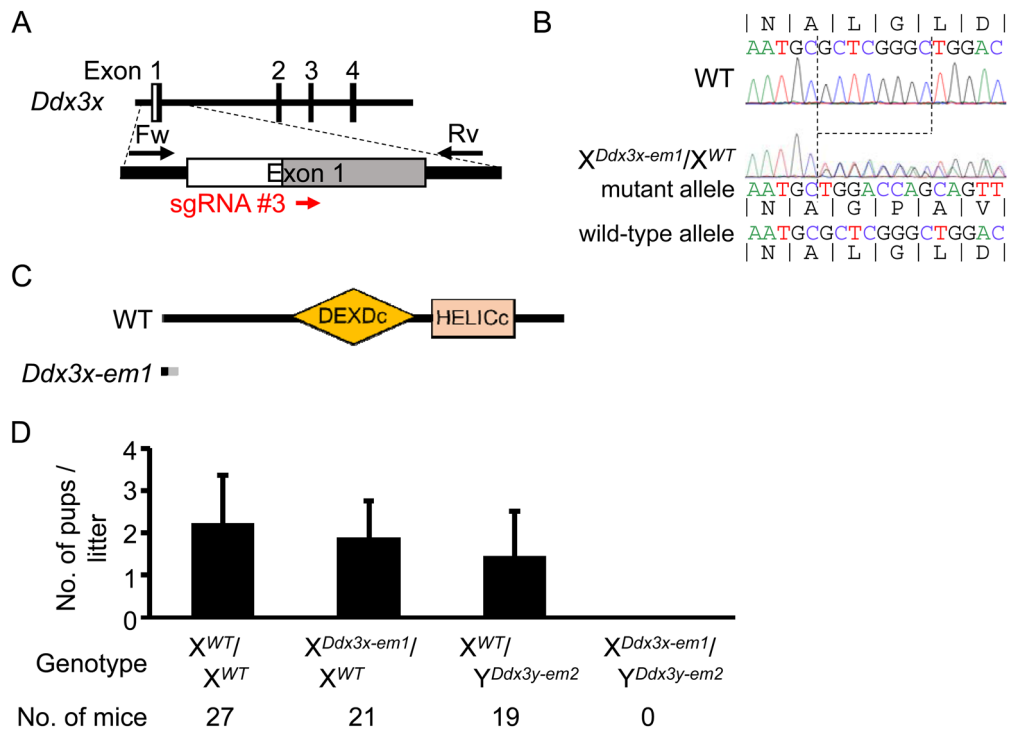 A
Exon 1 2 3 4
Ddx3x
Fw Rv
Exon 1
sgRNA #3
B
| N | A | L | G | L | D
AATGCGCTCGGGCTGGAC
WT
X^Ddx3x-em1/X^WT
mutant allele AATGCTGGACCAGCAGTT
| N | A | G | P | A | V |
wild-type allele AATGCGCTCGGGCTGGAC
| N | A | L | G | L | D |
C
WT DEXDc HELICc
Ddx3x-em1
D
No. of pups /
litter
4
3
2
1
0
Genotype
X^WT/
X^WT
X^Ddx3x-em1/
X^WT
X^WT/
Y^Ddx3y-em2
X^Ddx3x-em1/
Y^Ddx3y-em2
No. of mice 27 21 19 0